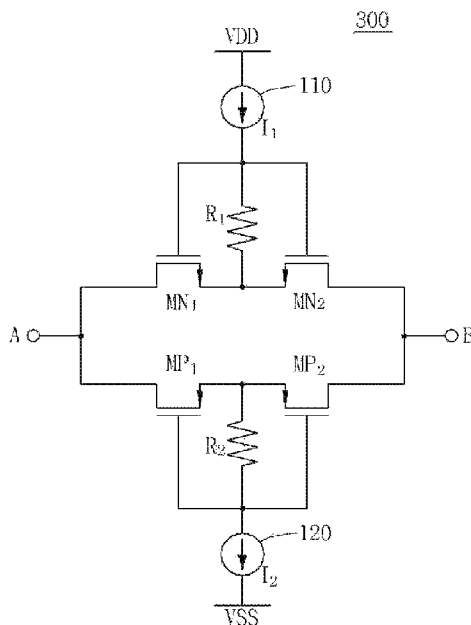 300
VDD
110
I₁
R₁
MN₁ MN₂
A B
MP₁ MP₂
R₂
120
I₂
VSS